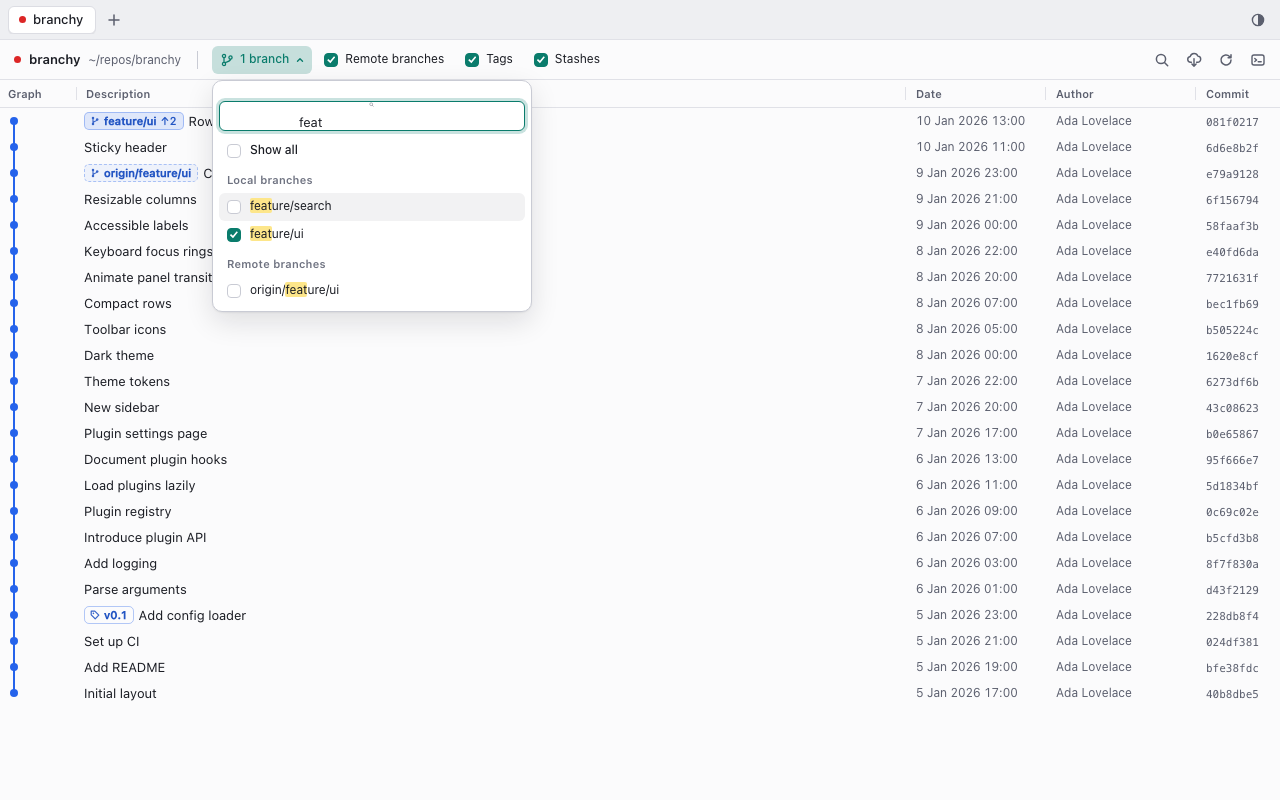 branchy
branchy ~/repos/branchy 1 branch Remote branches Tags Stashes
Graph Description Date Author Commit
feat
Show all
Local branches
feature/search
feature/ui
Remote branches
origin/feature/ui
feature/ui ↑2 Row 10 Jan 2026 13:00 Ada Lovelace 081f0217
Sticky header 10 Jan 2026 11:00 Ada Lovelace 6d6e8b2f
origin/feature/ui C 9 Jan 2026 23:00 Ada Lovelace e79a9128
Resizable columns 9 Jan 2026 21:00 Ada Lovelace 6f156794
Accessible labels 9 Jan 2026 00:00 Ada Lovelace 58faaf3b
Keyboard focus rings 8 Jan 2026 22:00 Ada Lovelace e40fd6da
Animate panel transit 8 Jan 2026 20:00 Ada Lovelace 7721631f
Compact rows 8 Jan 2026 07:00 Ada Lovelace bec1fb69
Toolbar icons 8 Jan 2026 05:00 Ada Lovelace b505224c
Dark theme 8 Jan 2026 00:00 Ada Lovelace 1620e8cf
Theme tokens 7 Jan 2026 22:00 Ada Lovelace 6273df6b
New sidebar 7 Jan 2026 20:00 Ada Lovelace 43c08623
Plugin settings page 7 Jan 2026 17:00 Ada Lovelace b0e65867
Document plugin hooks 6 Jan 2026 13:00 Ada Lovelace 95f666e7
Load plugins lazily 6 Jan 2026 11:00 Ada Lovelace 5d1834bf
Plugin registry 6 Jan 2026 09:00 Ada Lovelace 0c69c02e
Introduce plugin API 6 Jan 2026 07:00 Ada Lovelace b5cfd3b8
Add logging 6 Jan 2026 03:00 Ada Lovelace 8f7f830a
Parse arguments 6 Jan 2026 01:00 Ada Lovelace d43f2129
v0.1 Add config loader 5 Jan 2026 23:00 Ada Lovelace 228db8f4
Set up CI 5 Jan 2026 21:00 Ada Lovelace 024df381
Add README 5 Jan 2026 19:00 Ada Lovelace bfe38fdc
Initial layout 5 Jan 2026 17:00 Ada Lovelace 40b8dbe5